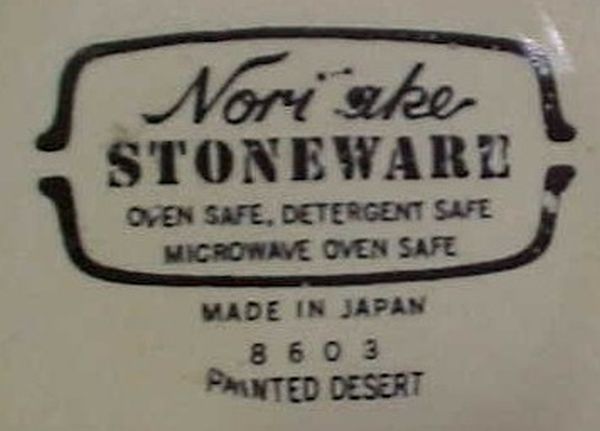 Noritake
STONEWARE
OVEN SAFE, DETERGENT SAFE
MICROWAVE OVEN SAFE
MADE IN JAPAN
8603
PAINTED DESERT